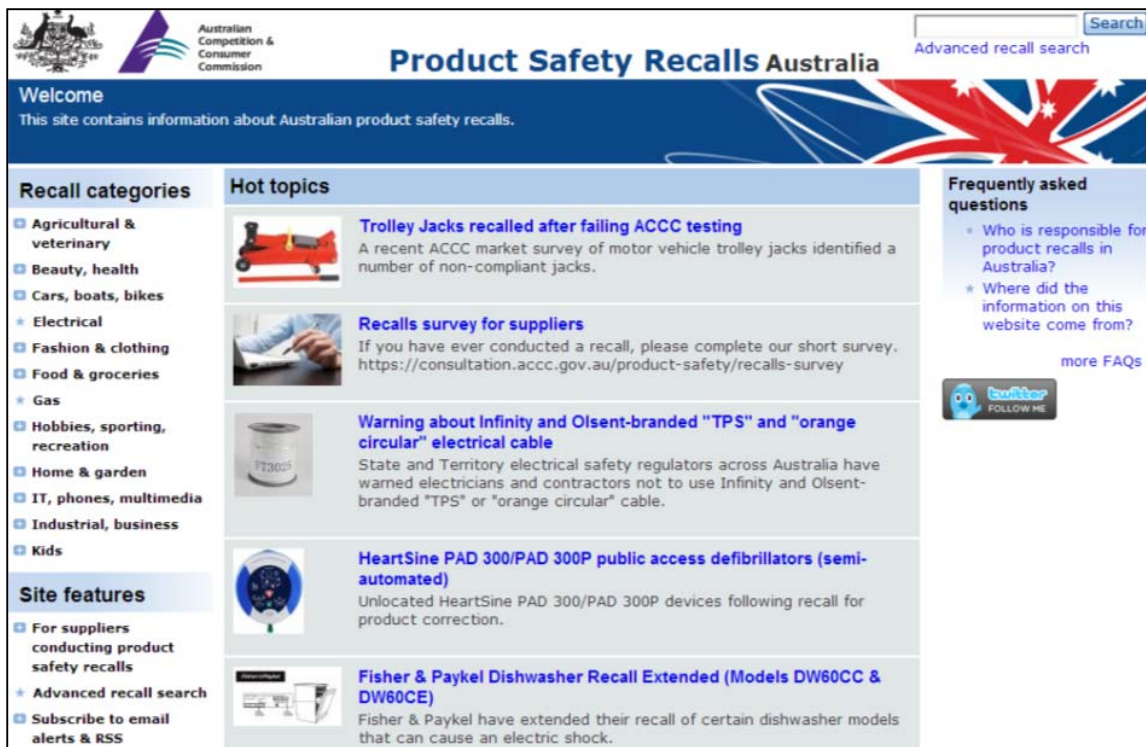 Australian
Competition &
Consumer
Commission
Product Safety Recalls Australia
Search
Advanced recall search
Welcome
This site contains information about Australian product safety recalls.
Recall categories
Agricultural &
veterinary
Beauty, health
Cars, boats, bikes
Electrical
Fashion & clothing
Food & groceries
Gas
Hobbies, sporting,
recreation
Home & garden
IT, phones, multimedia
Industrial, business
Kids
Site features
For suppliers
conducting product
safety recalls
Advanced recall search
Subscribe to email
alerts & RSS
Hot topics
Trolley Jacks recalled after failing ACCC testing
A recent ACCC market survey of motor vehicle trolley jacks identified a
number of non-compliant jacks.
Recalls survey for suppliers
If you have ever conducted a recall, please complete our short survey.
https://consultation.accc.gov.au/product-safety/recalls-survey
FT3025
Warning about Infinity and Olsent-branded "TPS" and "orange
circular" electrical cable
State and Territory electrical safety regulators across Australia have
warned electricians and contractors not to use Infinity and Olsent-
branded "TPS" or "orange circular" cable.
HeartSine PAD 300/PAD 300P public access defibrillators (semi-
automated)
Unlocated HeartSine PAD 300/PAD 300P devices following recall for
product correction.
Fisher & Paykel Dishwasher Recall Extended (Models DW60CC &
DW60CE)
Fisher & Paykel have extended their recall of certain dishwasher models
that can cause an electric shock.
Frequently asked
questions
Who is responsible for
product recalls in
Australia?
Where did the
information on this
website come from?
more FAQs
twitter
FOLLOW ME